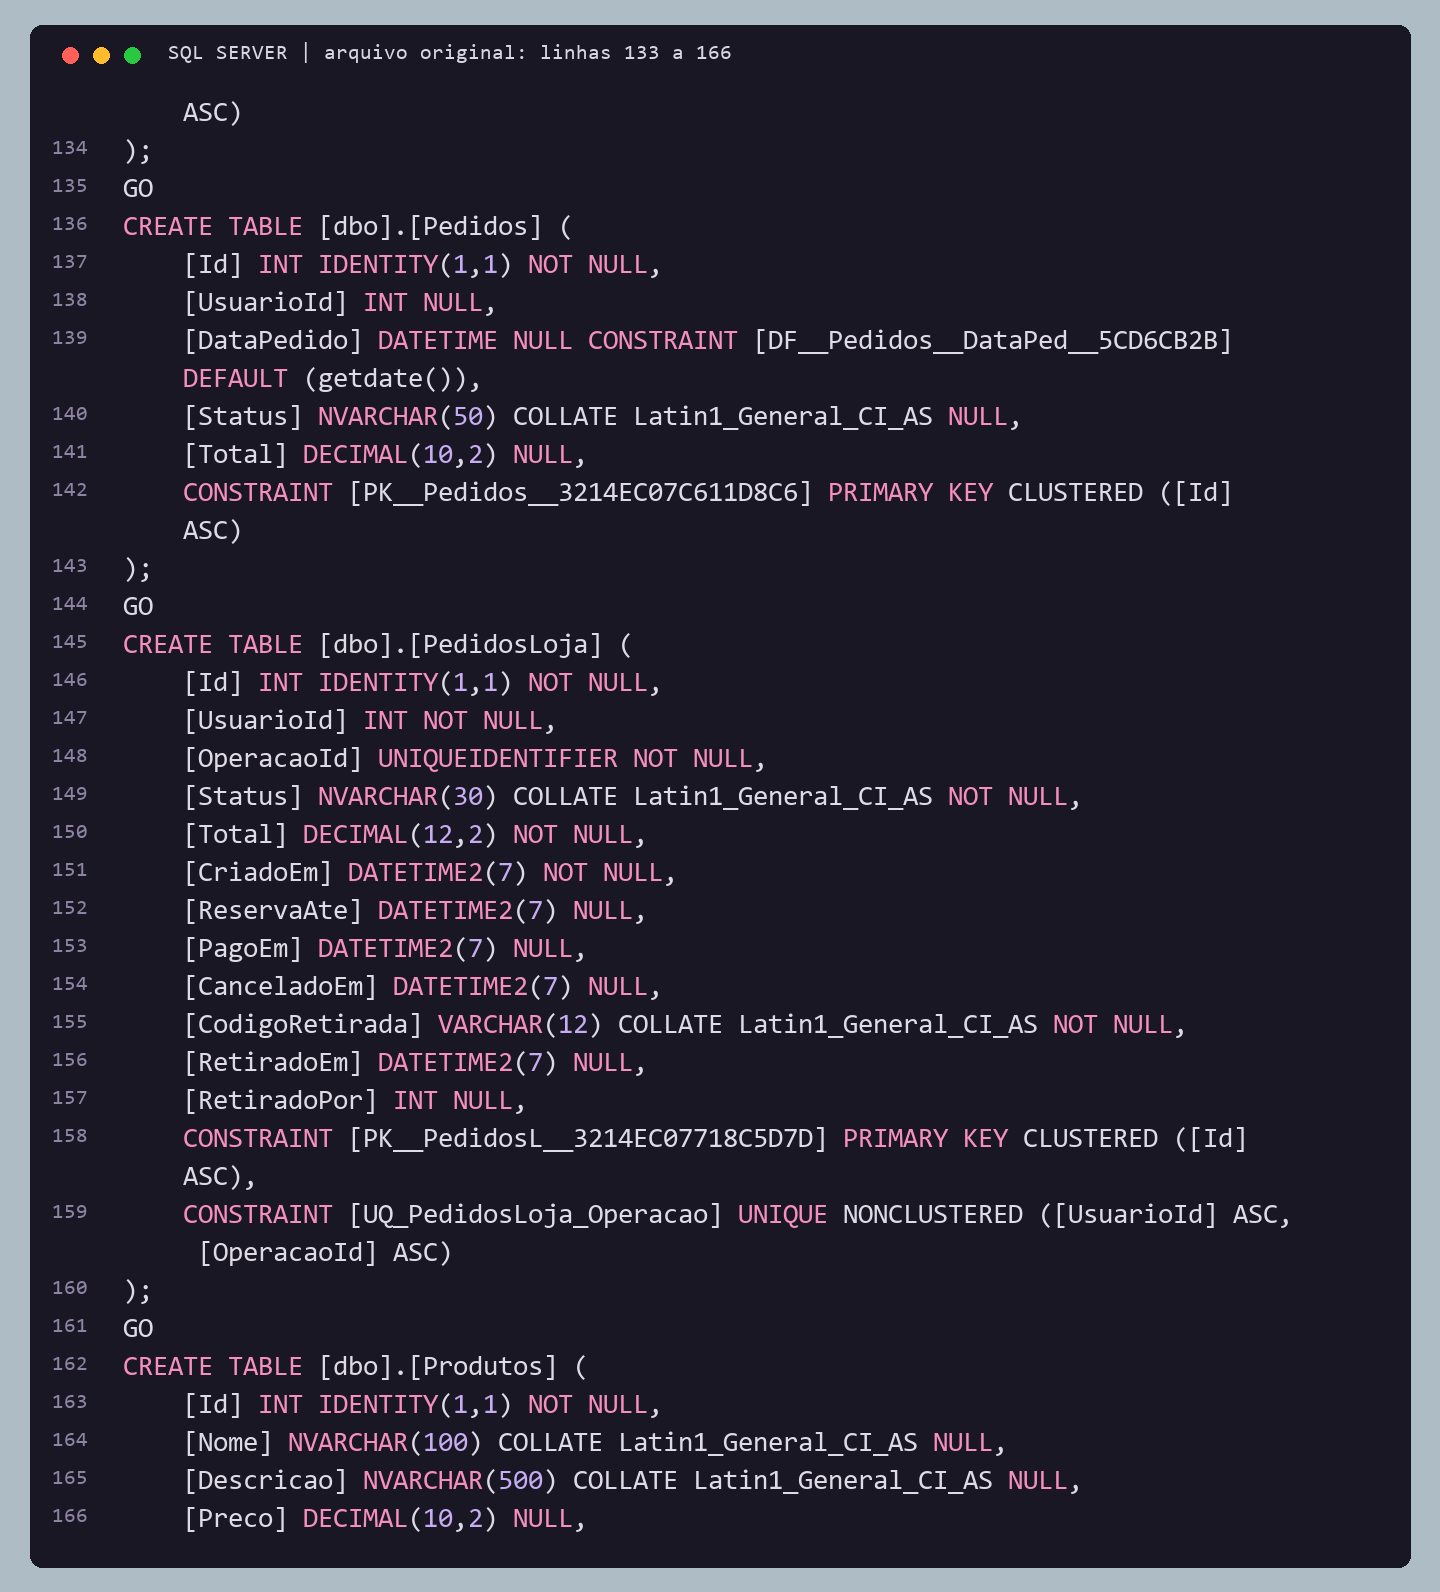 SQL SERVER | arquivo original: linhas 133 a 166
ASC)
134 );
135 GO
136 CREATE TABLE [dbo].[Pedidos] (
137 [Id] INT IDENTITY(1,1) NOT NULL,
138 [UsuarioId] INT NULL,
139 [DataPedido] DATETIME NULL CONSTRAINT [DF__Pedidos__DataPed__5CD6CB2B]
DEFAULT (getdate()),
140 [Status] NVARCHAR(50) COLLATE Latin1_General_CI_AS NULL,
141 [Total] DECIMAL(10,2) NULL,
142 CONSTRAINT [PK__Pedidos__3214EC07C611D8C6] PRIMARY KEY CLUSTERED ([Id]
ASC)
143 );
144 GO
145 CREATE TABLE [dbo].[PedidosLoja] (
146 [Id] INT IDENTITY(1,1) NOT NULL,
147 [UsuarioId] INT NOT NULL,
148 [OperacaoId] UNIQUEIDENTIFIER NOT NULL,
149 [Status] NVARCHAR(30) COLLATE Latin1_General_CI_AS NOT NULL,
150 [Total] DECIMAL(12,2) NOT NULL,
151 [CriadoEm] DATETIME2(7) NOT NULL,
152 [ReservaAte] DATETIME2(7) NULL,
153 [PagoEm] DATETIME2(7) NULL,
154 [CanceladoEm] DATETIME2(7) NULL,
155 [CodigoRetirada] VARCHAR(12) COLLATE Latin1_General_CI_AS NOT NULL,
156 [RetiradoEm] DATETIME2(7) NULL,
157 [RetiradoPor] INT NULL,
158 CONSTRAINT [PK__PedidosL__3214EC07718C5D7D] PRIMARY KEY CLUSTERED ([Id]
ASC),
159 CONSTRAINT [UQ_PedidosLoja_Operacao] UNIQUE NONCLUSTERED ([UsuarioId] ASC,
[OperacaoId] ASC)
160 );
161 GO
162 CREATE TABLE [dbo].[Produtos] (
163 [Id] INT IDENTITY(1,1) NOT NULL,
164 [Nome] NVARCHAR(100) COLLATE Latin1_General_CI_AS NULL,
165 [Descricao] NVARCHAR(500) COLLATE Latin1_General_CI_AS NULL,
166 [Preco] DECIMAL(10,2) NULL,